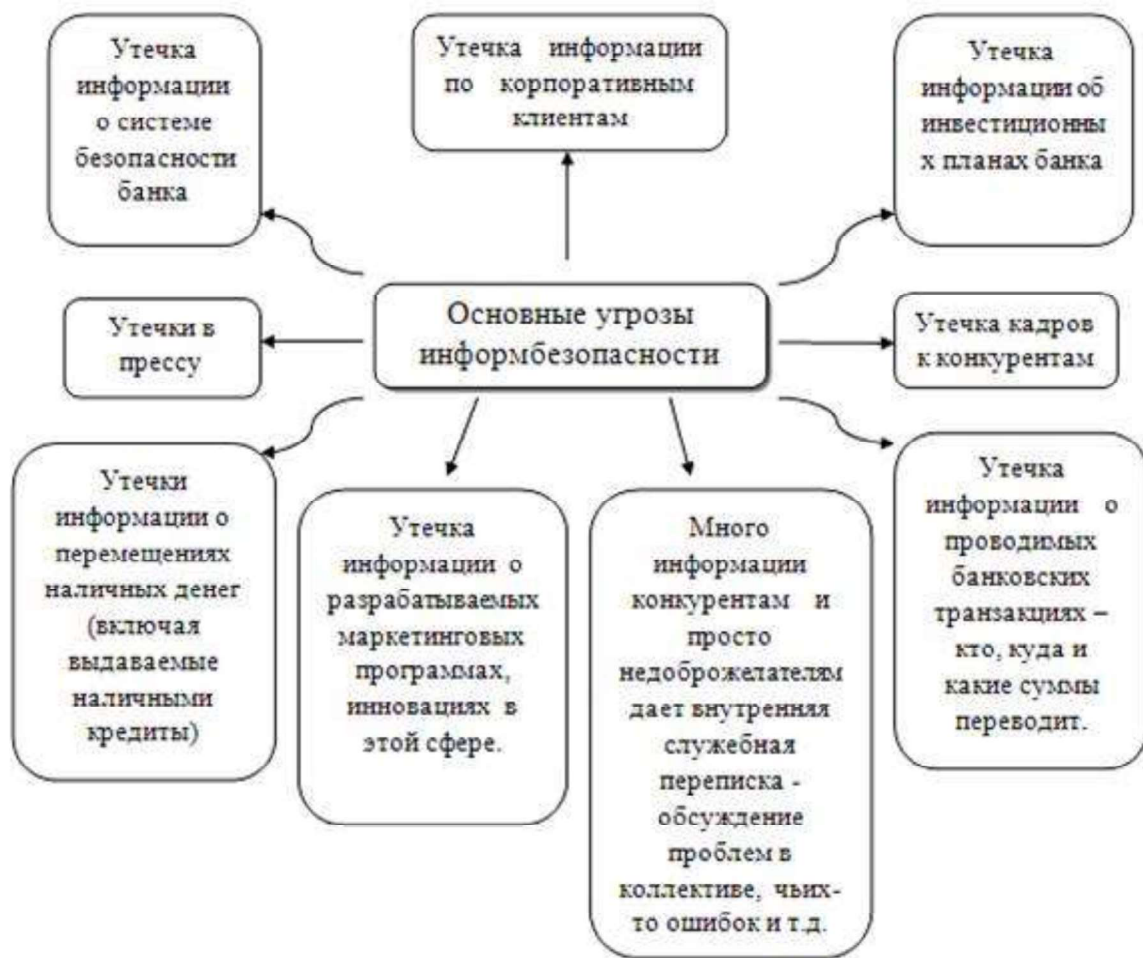 Утечка
информации
о системе
безопасности
банка
Утечка информации
по корпоративным
клиентам
Утечка
информации об
инвестиционны
х планах банка
Утечки в
прессу
Основные угрозы
информбезопасности
Утечка кадров
к конкурентам
Утечки
информации о
перемещениях
наличных денег
(включая
выдаваемые
наличными
кредиты)
Утечка
информации о
разрабатываемых
маркетинговых
программах,
инновациях в
этой сфере.
Много
информации
конкурентам и
просто
недоброжелателям
дает внутренняя
служебная
переписка -
обсуждение
проблем в
коллективе, чьих-
то ошибок и т.д.
Утечка
информации о
проводимых
банковских
транзакциях –
кто, куда и
какие суммы
переводит.